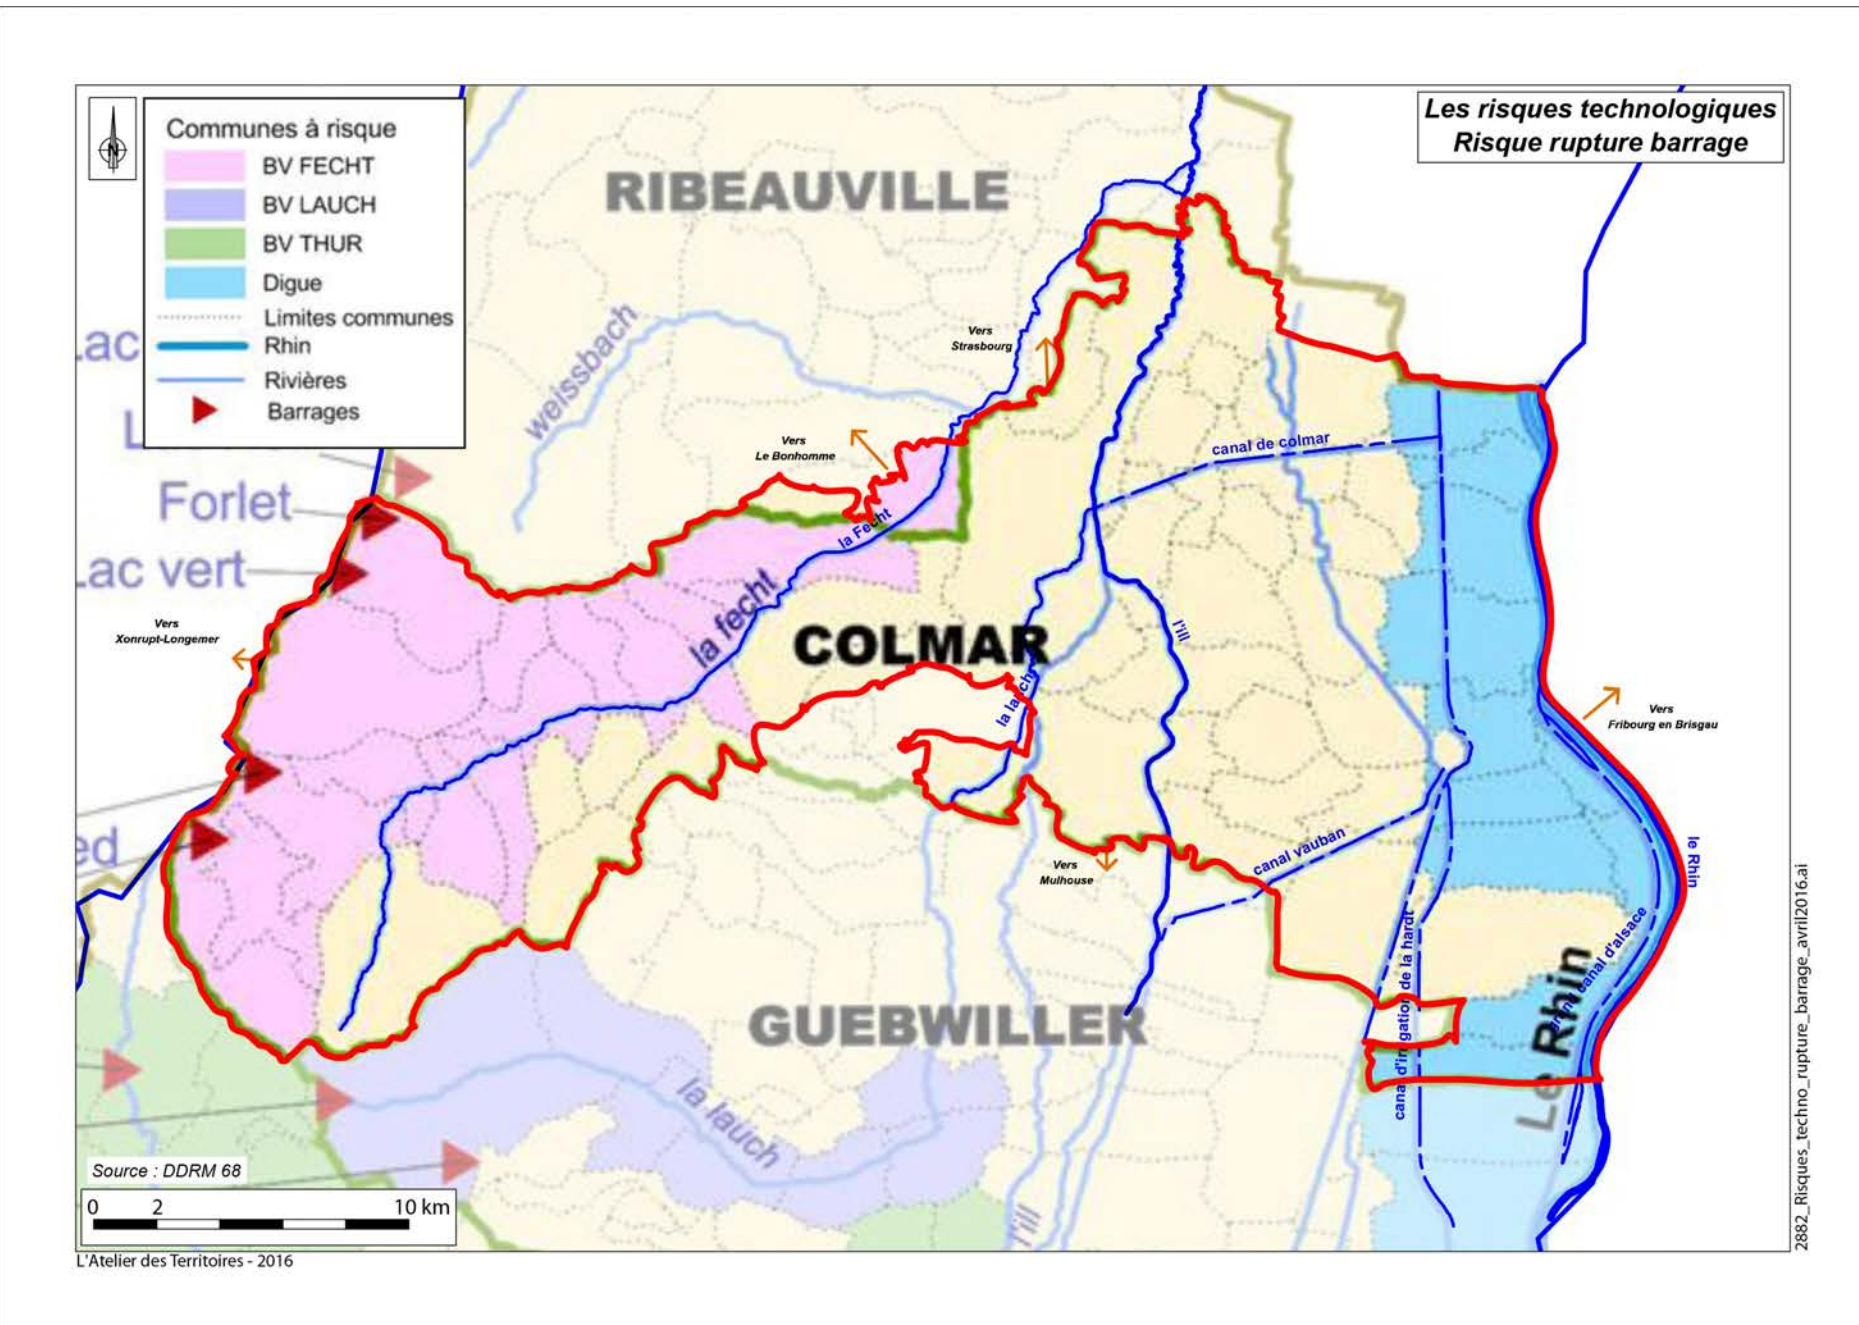 Les risques technologiques
Risque rupture barrage
Communes à risque
BV FECHT
BV LAUCH
BV THUR
Digue
Limites communes
Rhin
Rivières
Barrages
N
RIBEAUVILLE
weissbach
Vers
Strasbourg
Vers
Le Bonhomme
canal de colmar
Forlet
Lac vert
la Fecht
la fecht
Vers
Xonrupt-Longemer
COLMAR
l'ill
la lauch
Vers
Fribourg en Brisgau
le Rhin
canal vauban
Vers
Mulhouse
canal d'irrigation de la hardt
grand canal d'alsace
Le Rhin
GUEBWILLER
la lauch
l'ill
Source : DDRM 68
0 2 10 km
L'Atelier des Territoires - 2016
2882_Risques_techno_rupture_barrage_avril2016.ai